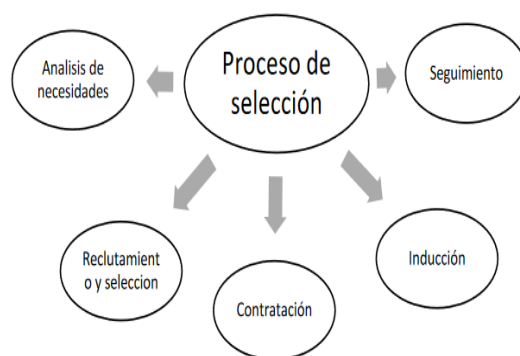 Proceso de
selección
Analisis de
necesidades
Seguimiento
Reclutamient
o y seleccion
Contratación
Inducción